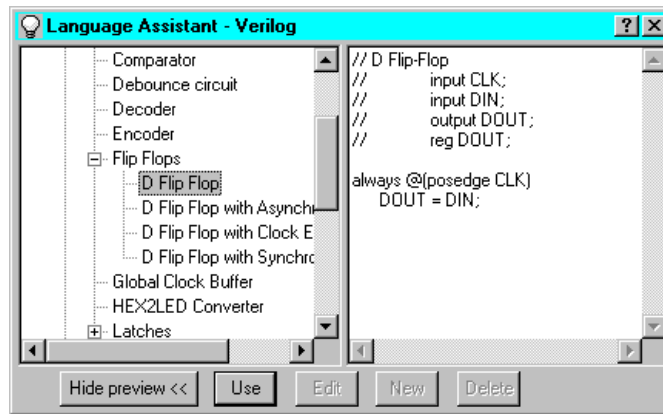 Language Assistant - Verilog
Comparator
Debounce circuit
Decoder
Encoder
Flip Flops
D Flip Flop
D Flip Flop with Asynchr
D Flip Flop with Clock E
D Flip Flop with Synchro
Global Clock Buffer
HEX2LED Converter
Latches
// D Flip-Flop
// input CLK;
// input DIN;
// output DOUT;
// reg DOUT;
always @(posedge CLK)
DOUT = DIN;
Hide preview << Use Edit New Delete